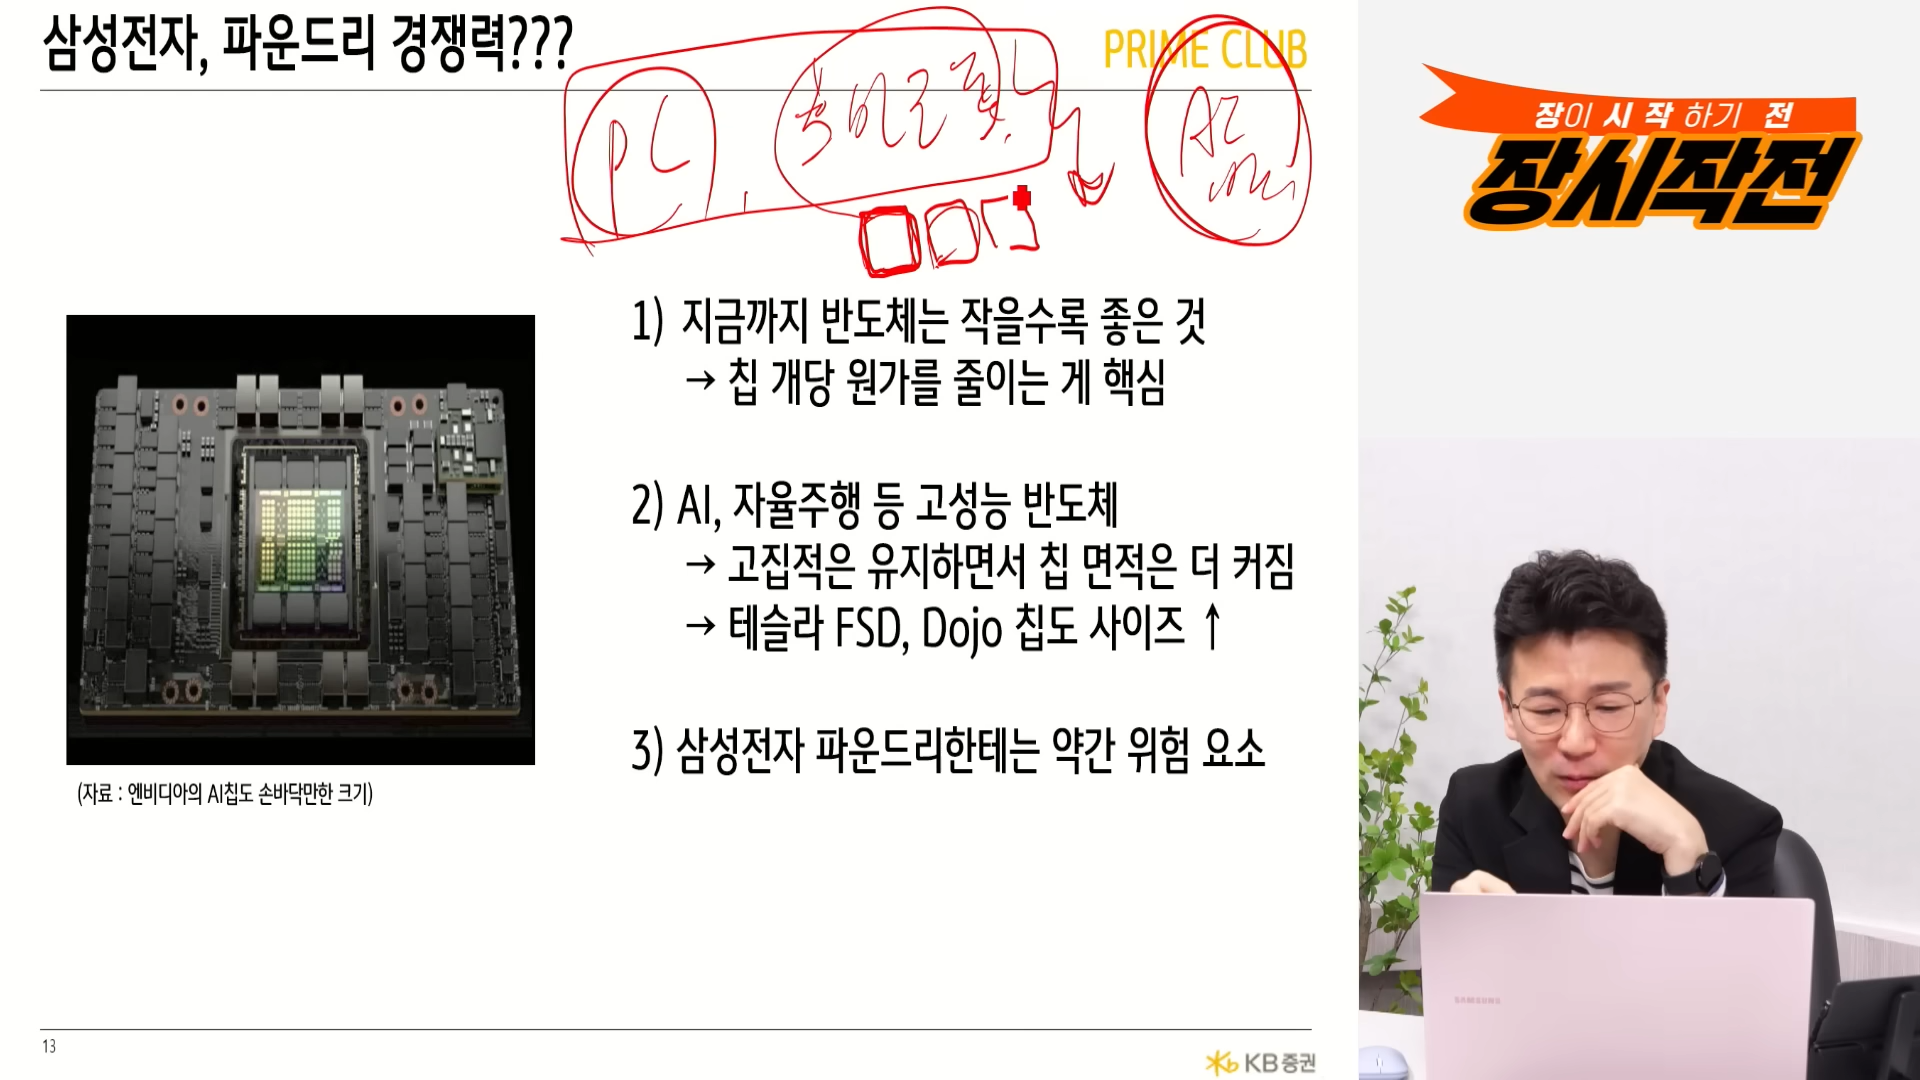 삼성전자, 파운드리 경쟁력???
PRIME CLUB
PC
모바일 폰
장이 시작하기 전
장시작전
1) 지금까지 반도체는 작을수록 좋은 것
→ 칩 개당 원가를 줄이는 게 핵심
2) AI, 자율주행 등 고성능 반도체
→ 고집적은 유지하면서 칩 면적은 더 커짐
→ 테슬라 FSD, Dojo 칩도 사이즈 ↑
3) 삼성전자 파운드리한테는 약간 위험 요소
(자료 : 엔비디아의 AI칩도 손바닥만한 크기)
13
KB증권
SAMSUNG